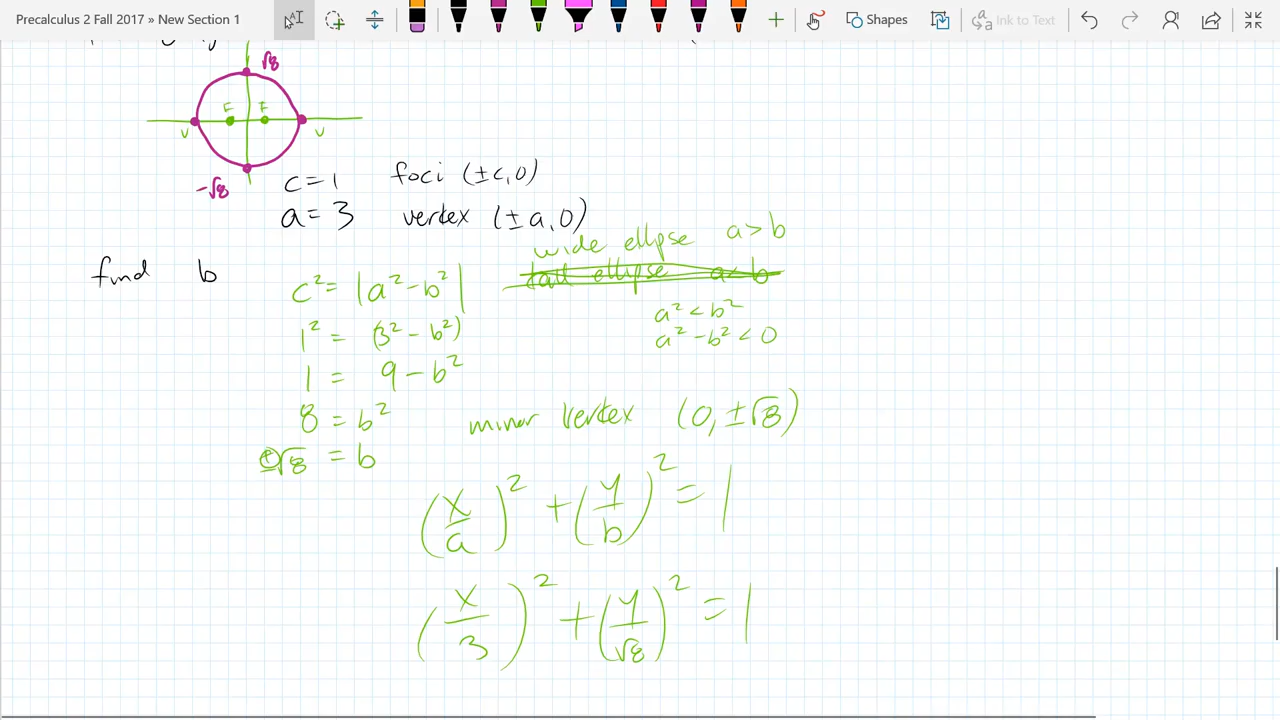 Precalculus 2 Fall 2017 » New Section 1
Shapes
Ink to Text
√8
F F
V V
-√8
c=1 foci (±c,0)
a=3 vertex (±a,0)
wide ellipse a>b
tall ellipse a<b
find b
c²=|a²-b²|
a²<b²
1² = (3²-b²)
a²-b²<0
1 = 9-b²
8 = b²
minor vertex (0,±√8)
±√8 = b
(x/a)² + (y/b)² = 1
(x/3)² + (y/√8)² = 1